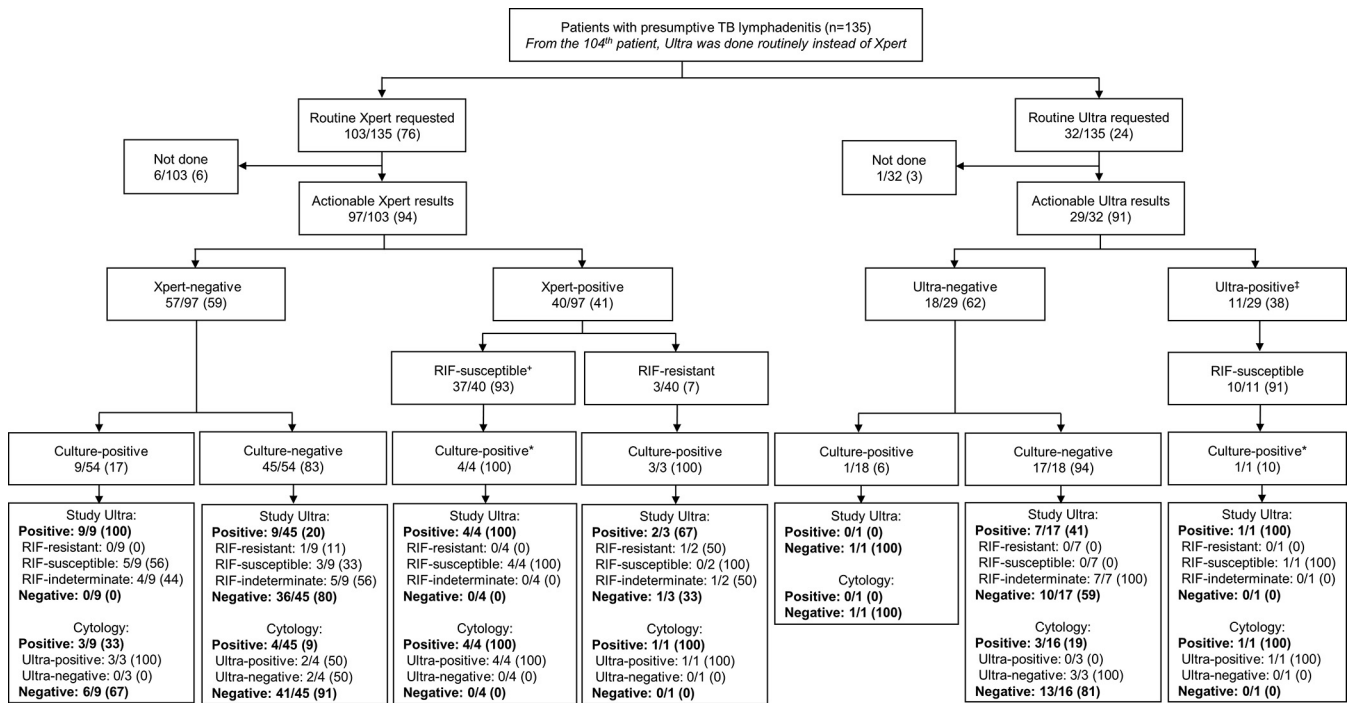 Patients with presumptive TB lymphadenitis (n=135)
From the 104th patient, Ultra was done routinely instead of Xpert
Routine Xpert requested
103/135 (76)
Routine Ultra requested
32/135 (24)
Not done
6/103 (6)
Not done
1/32 (3)
Actionable Xpert results
97/103 (94)
Actionable Ultra results
29/32 (91)
Xpert-negative
57/97 (59)
Xpert-positive
40/97 (41)
Ultra-negative
18/29 (62)
Ultra-positive‡
11/29 (38)
RIF-susceptible+
37/40 (93)
RIF-resistant
3/40 (7)
RIF-susceptible
10/11 (91)
Culture-positive
9/54 (17)
Culture-negative
45/54 (83)
Culture-positive*
4/4 (100)
Culture-positive
3/3 (100)
Culture-positive
1/18 (6)
Culture-negative
17/18 (94)
Culture-positive*
1/1 (10)
Study Ultra:
Positive: 9/9 (100)
RIF-resistant: 0/9 (0)
RIF-susceptible: 5/9 (56)
RIF-indeterminate: 4/9 (44)
Negative: 0/9 (0)
Cytology:
Positive: 3/9 (33)
Ultra-positive: 3/3 (100)
Ultra-negative: 0/3 (0)
Negative: 6/9 (67)
Study Ultra:
Positive: 9/45 (20)
RIF-resistant: 1/9 (11)
RIF-susceptible: 3/9 (33)
RIF-indeterminate: 5/9 (56)
Negative: 36/45 (80)
Cytology:
Positive: 4/45 (9)
Ultra-positive: 2/4 (50)
Ultra-negative: 2/4 (50)
Negative: 41/45 (91)
Study Ultra:
Positive: 4/4 (100)
RIF-resistant: 0/4 (0)
RIF-susceptible: 4/4 (100)
RIF-indeterminate: 0/4 (0)
Negative: 0/4 (0)
Cytology:
Positive: 4/4 (100)
Ultra-positive: 4/4 (100)
Ultra-negative: 0/4 (0)
Negative: 0/4 (0)
Study Ultra:
Positive: 2/3 (67)
RIF-resistant: 1/2 (50)
RIF-susceptible: 0/2 (100)
RIF-indeterminate: 1/2 (50)
Negative: 1/3 (33)
Cytology:
Positive: 1/1 (100)
Ultra-positive: 1/1 (100)
Ultra-negative: 0/1 (0)
Negative: 0/1 (0)
Study Ultra:
Positive: 0/1 (0)
Negative: 1/1 (100)
Cytology:
Positive: 0/1 (0)
Negative: 1/1 (100)
Study Ultra:
Positive: 7/17 (41)
RIF-resistant: 0/7 (0)
RIF-susceptible: 0/7 (0)
RIF-indeterminate: 7/7 (100)
Negative: 10/17 (59)
Cytology:
Positive: 3/16 (19)
Ultra-positive: 0/3 (0)
Ultra-negative: 3/3 (100)
Negative: 13/16 (81)
Study Ultra:
Positive: 1/1 (100)
RIF-resistant: 0/1 (0)
RIF-susceptible: 1/1 (100)
RIF-indeterminate: 0/1 (0)
Negative: 0/1 (0)
Cytology:
Positive: 1/1 (100)
Ultra-positive: 1/1 (100)
Ultra-negative: 0/1 (0)
Negative: 0/1 (0)